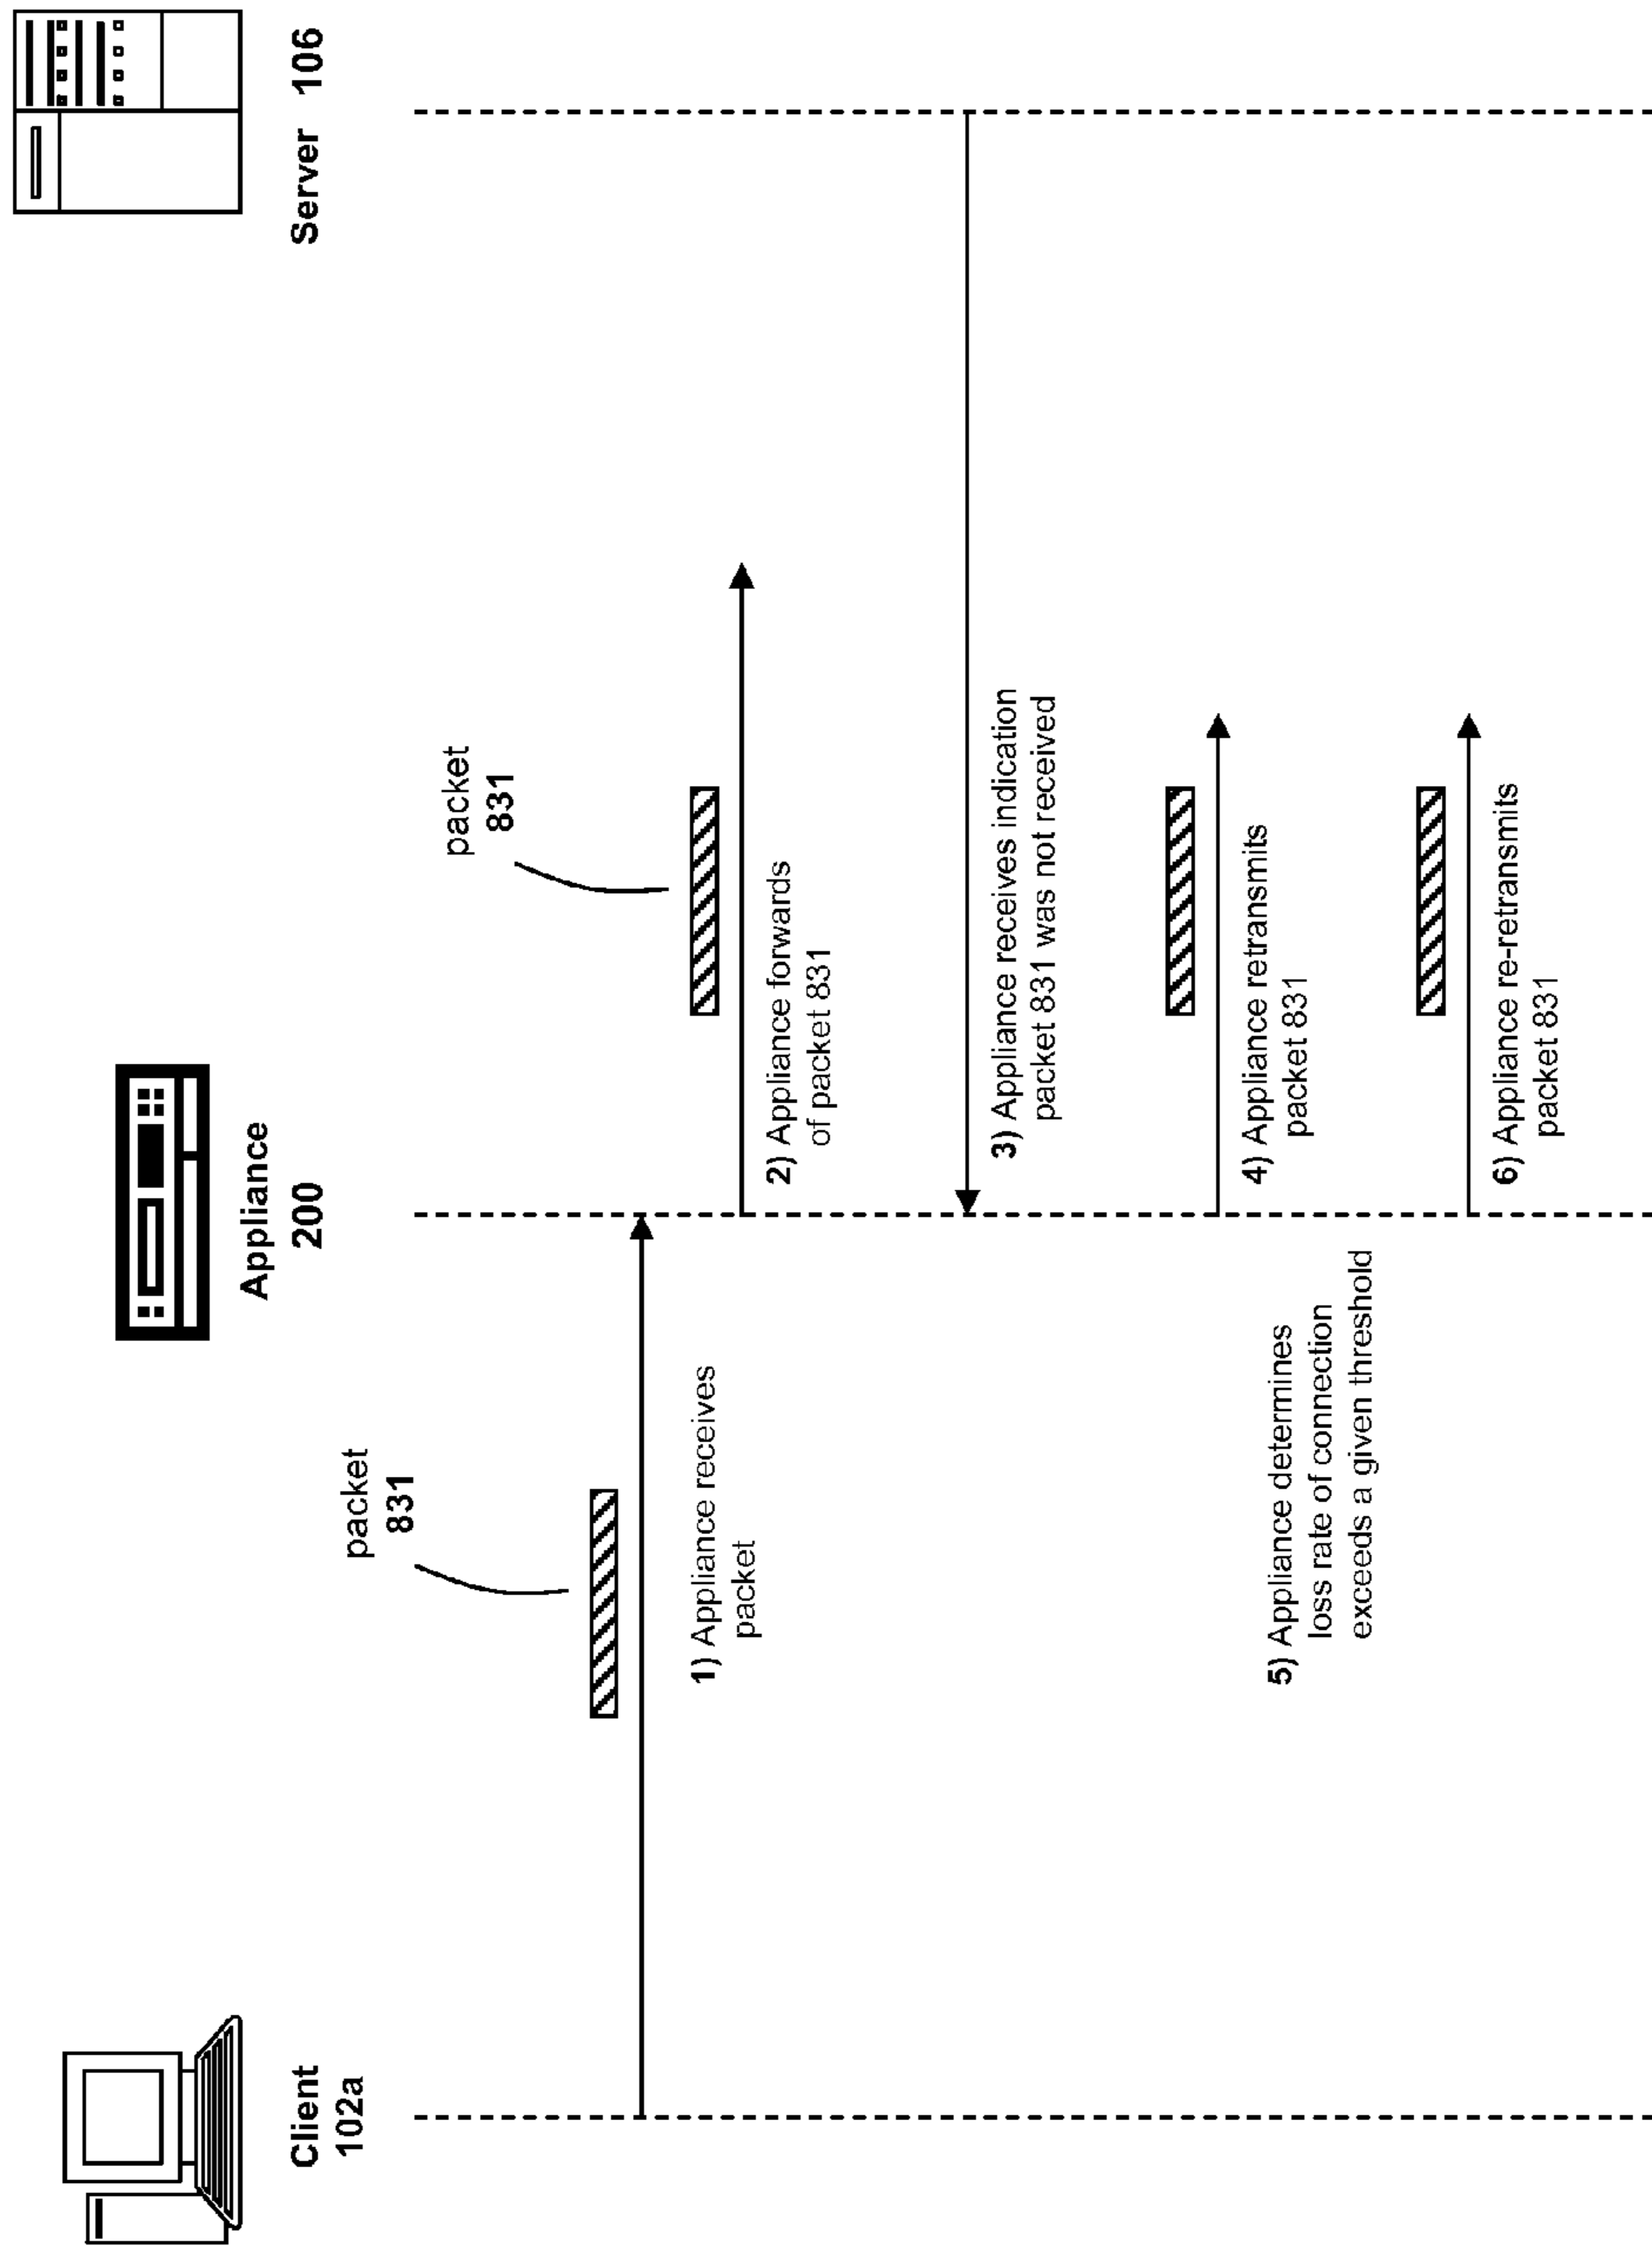 Client
102a
Appliance
200
Server 106
packet
831
packet
831
1) Appliance receives
packet
2) Appliance forwards
of packet 831
3) Appliance receives indication
packet 831 was not received
4) Appliance retransmits
packet 831
5) Appliance determines
loss rate of connection
exceeds a given threshold
6) Appliance re-retransmits
packet 831